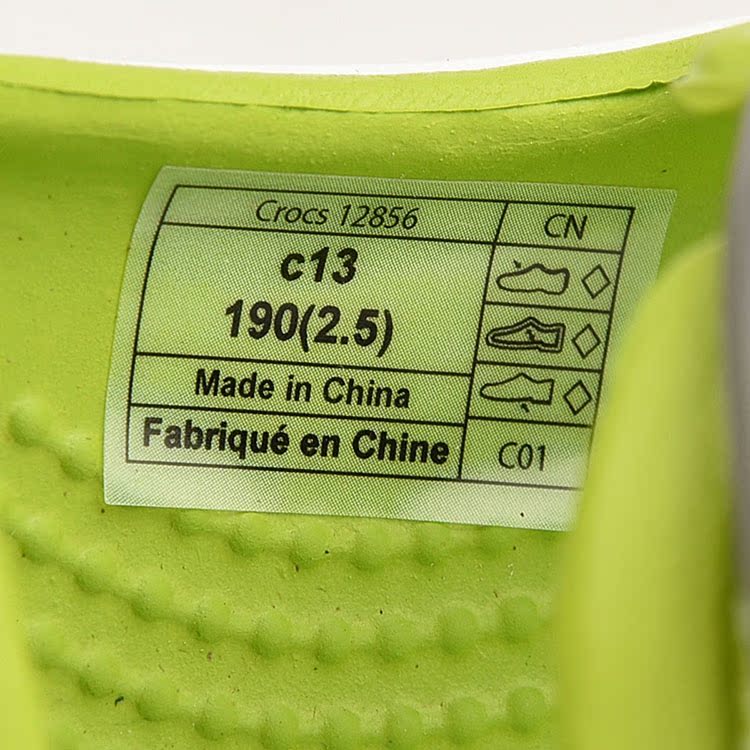 Crocs 12856
CN
c13
190(2.5)
Made in China
Fabriqué en Chine
C01